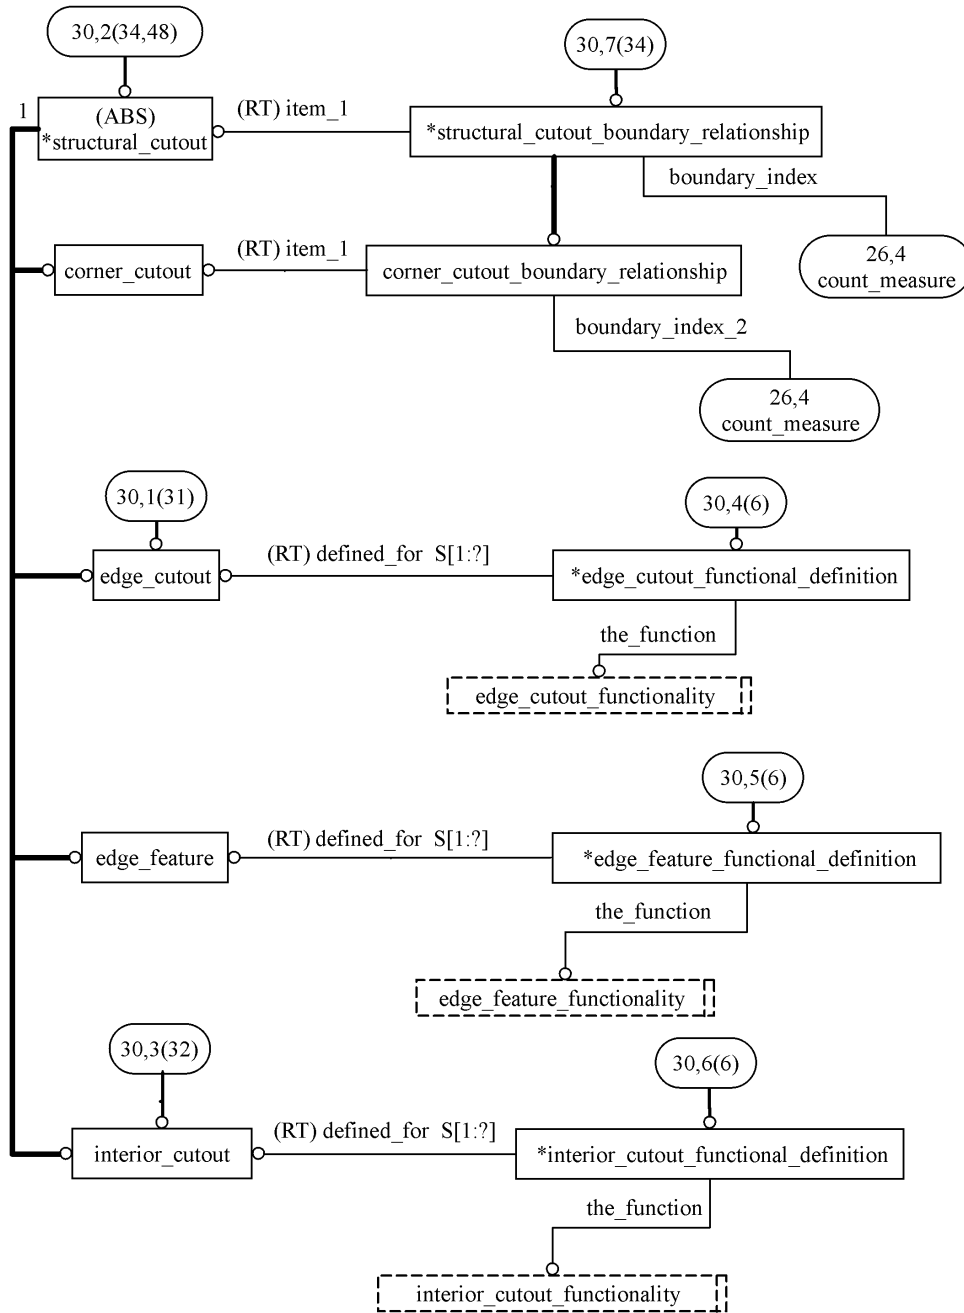 30,2(34,48)
30,7(34)
1
(ABS)
*structural_cutout
(RT) item_1
*structural_cutout_boundary_relationship
boundary_index
26,4
count_measure
corner_cutout
(RT) item_1
corner_cutout_boundary_relationship
boundary_index_2
26,4
count_measure
30,1(31)
30,4(6)
edge_cutout
(RT) defined_for S[1:?]
*edge_cutout_functional_definition
the_function
edge_cutout_functionality
30,5(6)
edge_feature
(RT) defined_for S[1:?]
*edge_feature_functional_definition
the_function
edge_feature_functionality
30,3(32)
30,6(6)
interior_cutout
(RT) defined_for S[1:?]
*interior_cutout_functional_definition
the_function
interior_cutout_functionality